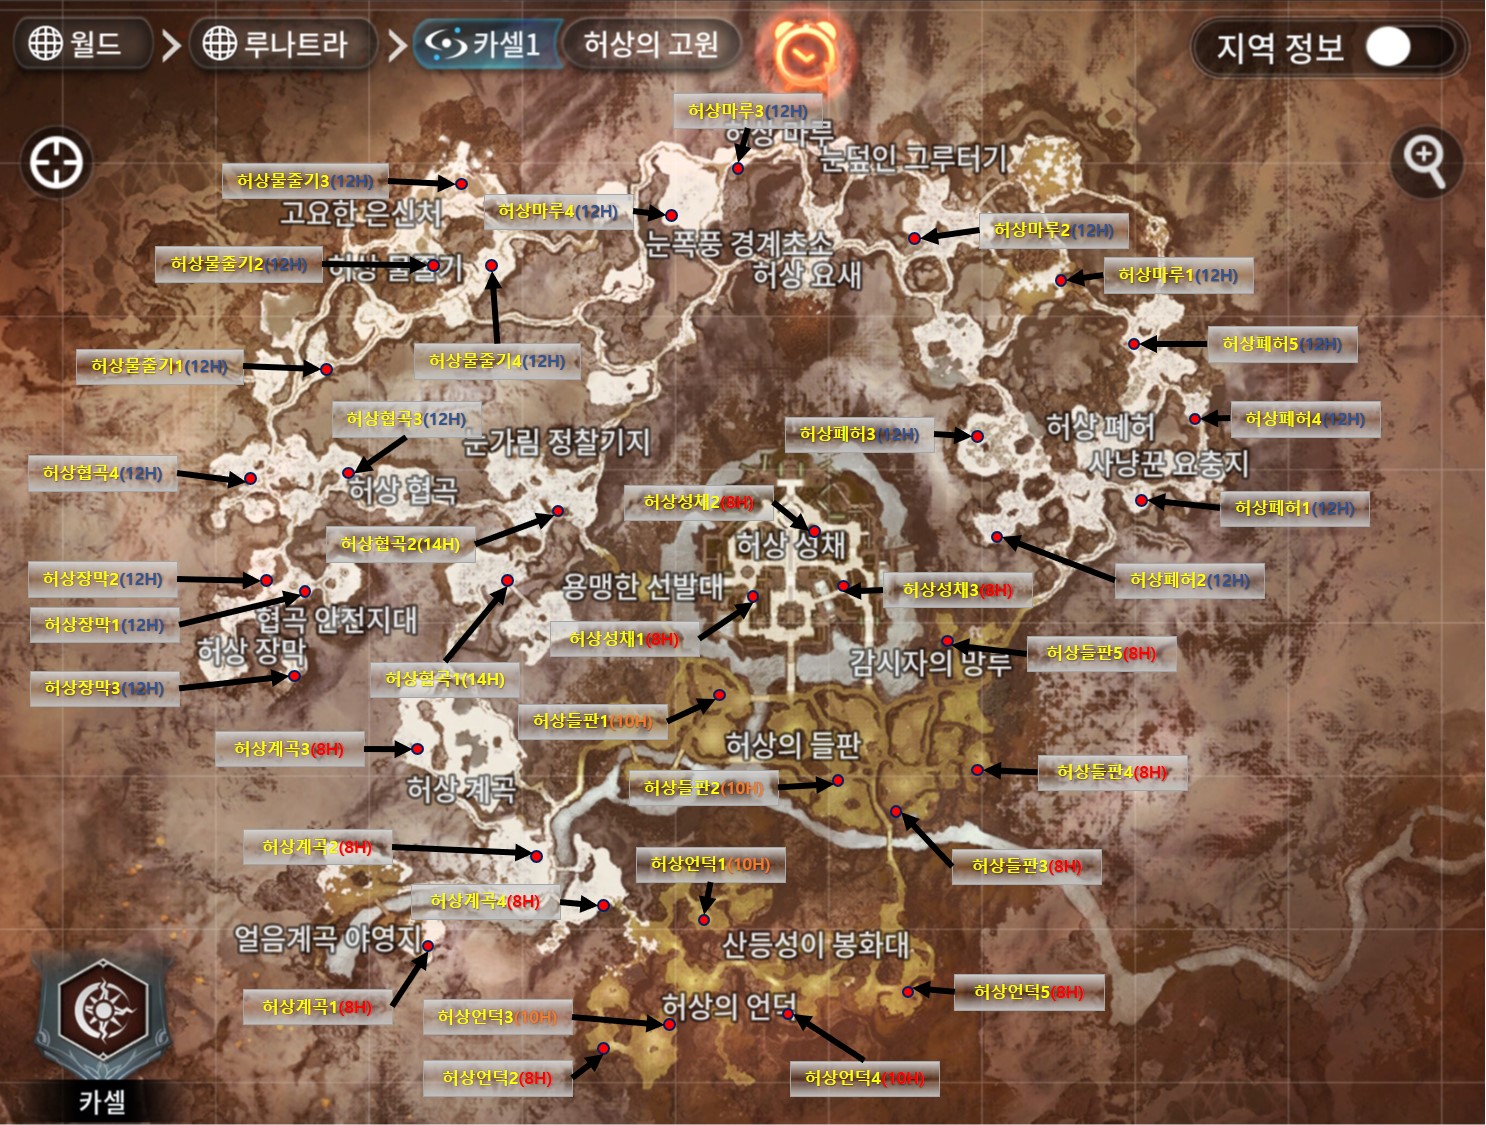 월드
루나트라
카셀1
허상의 고원
지역 정보
허상마루3(12H)
허상 마루
눈덮인 그루터기
허상물줄기3(12H)
고요한 은신처
허상마루4(12H)
허상마루2(12H)
눈폭풍 경계초소
허상물줄기2(12H)
허상 물줄기
허상 요새
허상마루1(12H)
허상폐허5(12H)
허상물줄기1(12H)
허상물줄기4(12H)
허상협곡3(12H)
허상폐허4(12H)
허상 폐허
허상폐허3(12H)
눈가림 정찰기지
사냥꾼 요충지
허상협곡4(12H)
허상 협곡
허상성채2(8H)
허상폐허1(12H)
허상협곡2(14H)
허상 성채
허상장막2(12H)
용맹한 선발대
허상성채3(8H)
허상폐허2(12H)
허상장막1(12H)
협곡 안전지대
허상성채1(8H)
허상 장막
허상들판5(8H)
감시자의 망루
허상장막3(12H)
허상협곡1(14H)
허상들판1(10H)
허상계곡3(8H)
허상의 들판
허상들판4(8H)
허상 계곡
허상들판2(10H)
허상계곡2(8H)
허상언덕1(10H)
허상들판3(8H)
허상계곡4(8H)
얼음계곡 야영지
산등성이 봉화대
허상언덕5(8H)
허상계곡1(8H)
허상의 언덕
허상언덕3(10H)
허상언덕2(8H)
허상언덕4(10H)
카셀